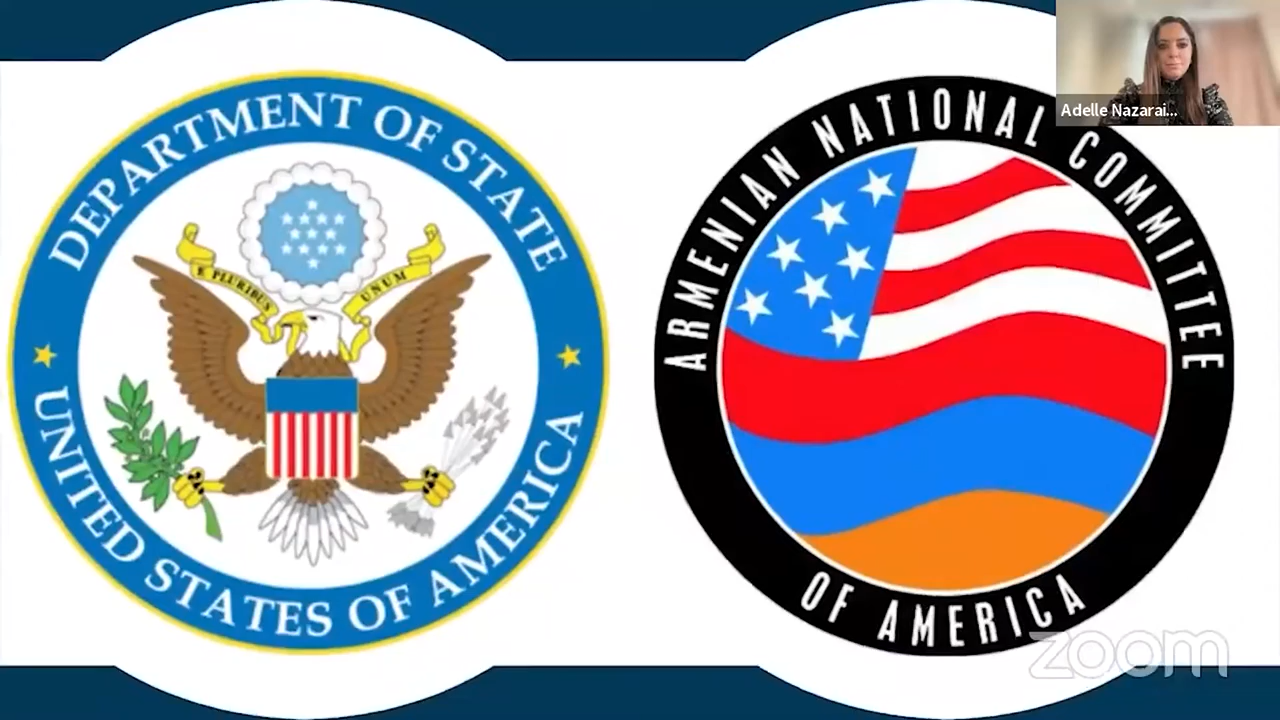 DEPARTMENT OF STATE
UNITED STATES OF AMERICA
E PLURIBUS
UNUM
ARMENIAN NATIONAL COMMITTEE
OF AMERICA
Adelle Nazarai...
zoom